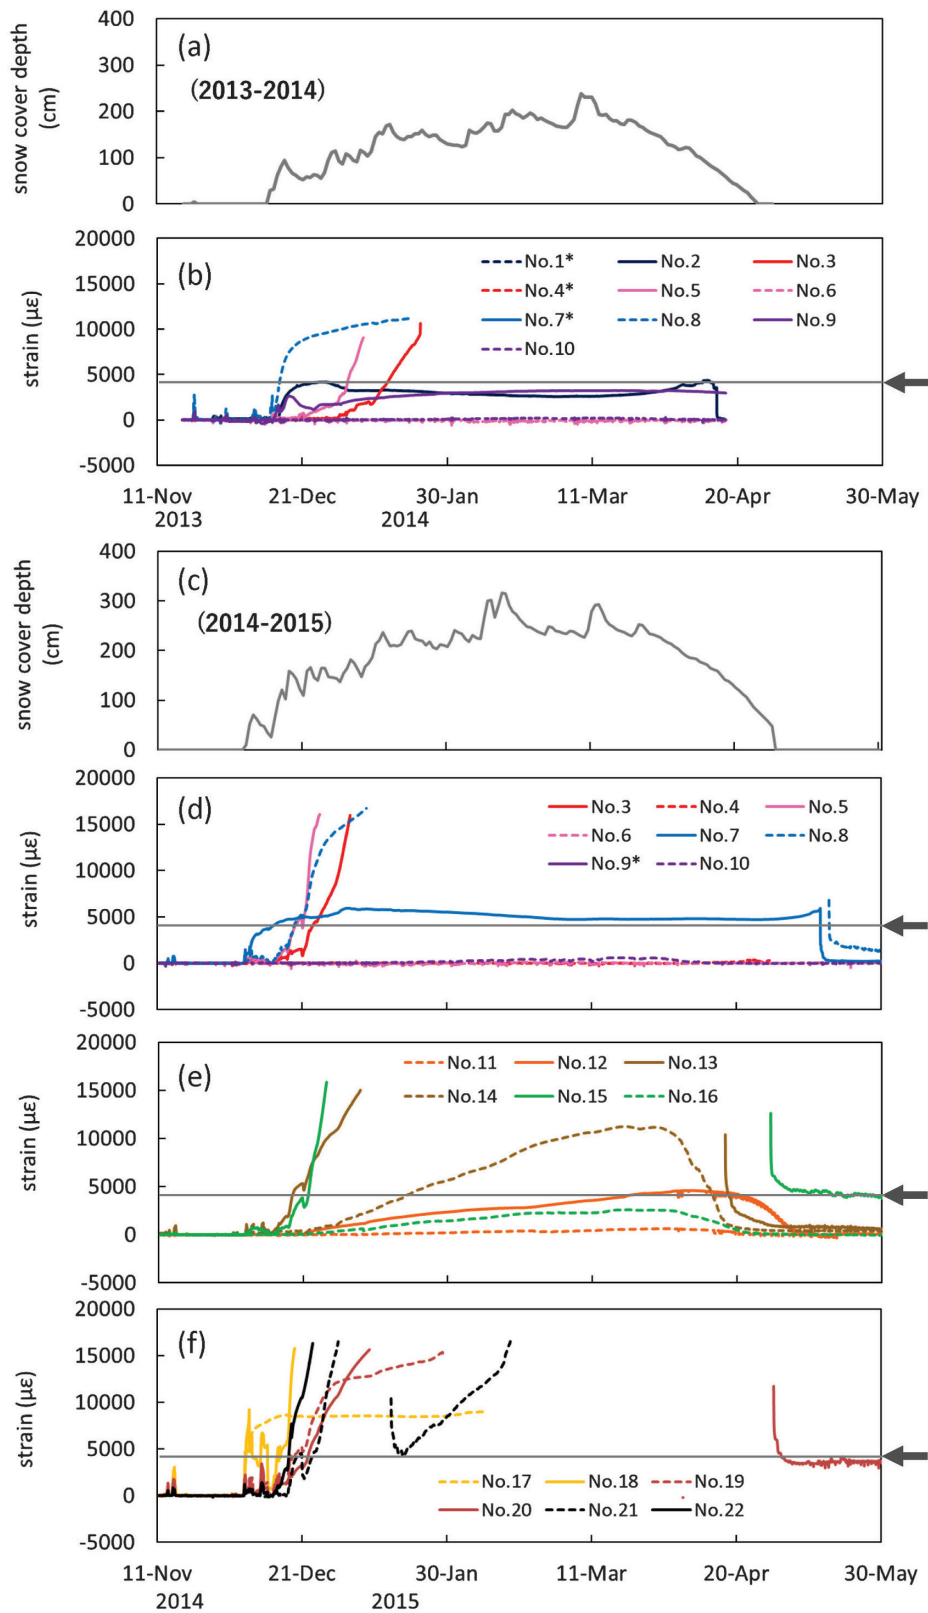 (a)
(2013-2014)
snow cover depth
(cm)
400
300
200
100
0
(b)
strain (με)
20000
15000
10000
5000
0
-5000
No.1* No.2 No.3
No.4* No.5 No.6
No.7* No.8 No.9
No.10
11-Nov 21-Dec 30-Jan 11-Mar 20-Apr 30-May
2013 2014
(c)
(2014-2015)
snow cover depth
(cm)
400
300
200
100
0
(d)
strain (με)
20000
15000
10000
5000
0
-5000
No.3 No.4 No.5
No.6 No.7 No.8
No.9* No.10
(e)
strain (με)
20000
15000
10000
5000
0
-5000
No.11 No.12 No.13
No.14 No.15 No.16
(f)
strain (με)
20000
15000
10000
5000
0
-5000
No.17 No.18 No.19
No.20 No.21 No.22
11-Nov 21-Dec 30-Jan 11-Mar 20-Apr 30-May
2014 2015